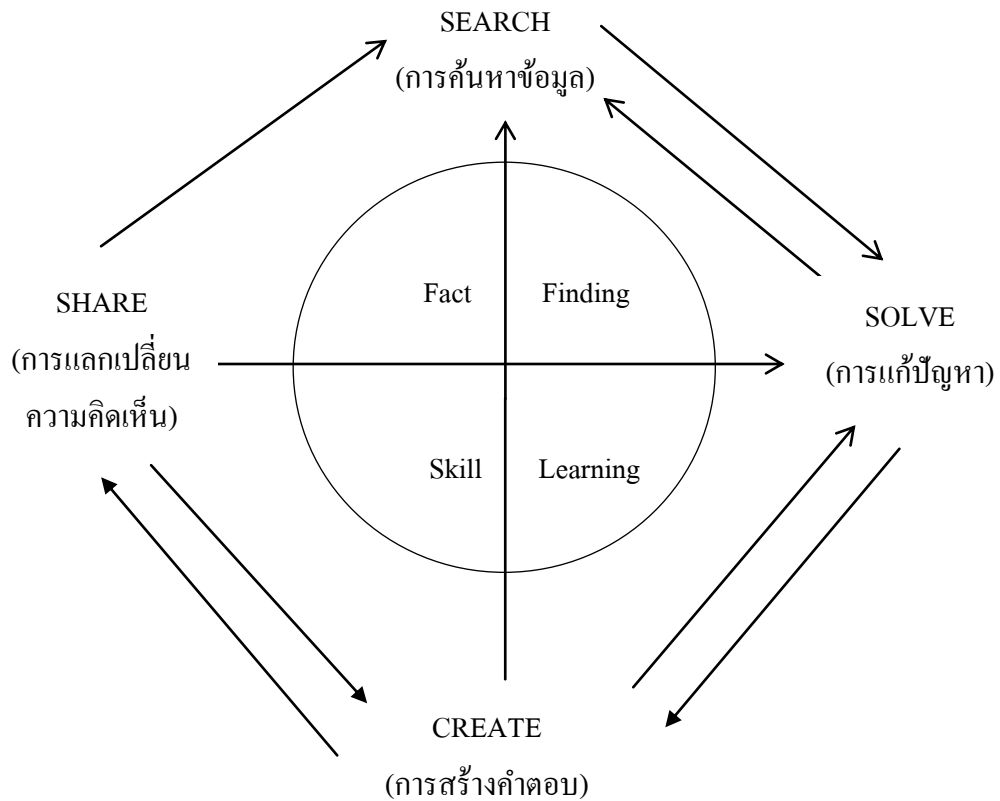 SEARCH
(การค้นหาข้อมูล)
Fact Finding
SHARE
(การแลกเปลี่ยน
ความคิดเห็น)
SOLVE
(การแก้ปัญหา)
Skill Learning
CREATE
(การสร้างคำตอบ)